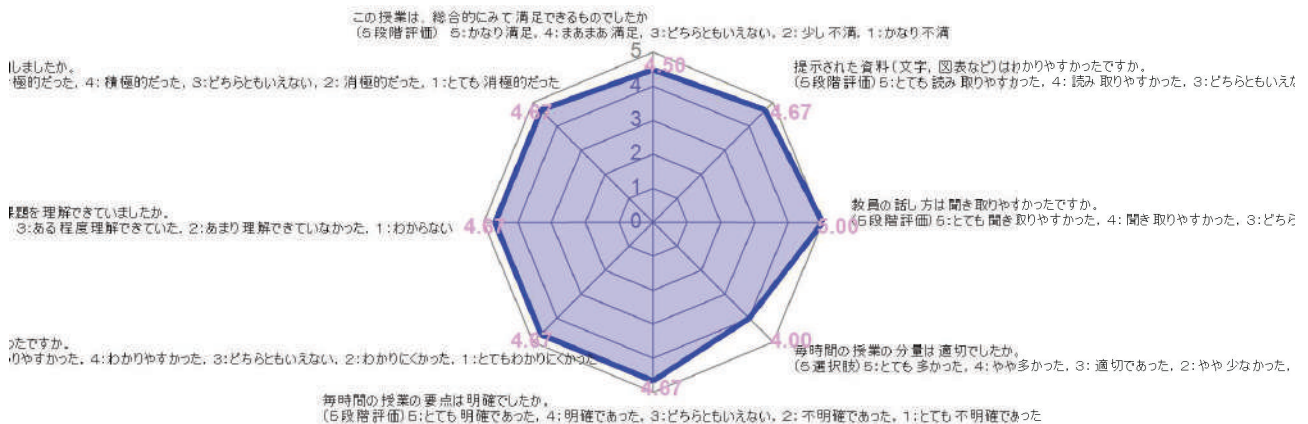 この授業は、総合的にみて満足できるものでしたか
(5段階評価) 5:かなり満足, 4:まあまあ満足, 3:どちらともいえない, 2:少し不満, 1:かなり不満
提示された資料(文字, 図表など)はわかりやすかったですか。
(5段階評価)5:とても読み取りやすかった, 4:読み取りやすかった, 3:どちらともいえな
教員の話し方は聞き取りやすかったですか。
(5段階評価)5:とても聞き取りやすかった, 4:聞き取りやすかった, 3:どちら
毎時間の授業の分量は適切でしたか。
(5選択肢)5:とても多かった, 4:やや多かった, 3:適切であった, 2:やや少なかった,
毎時間の授業の要点は明確でしたか。
(5段階評価)5:とても明確であった, 4:明確であった, 3:どちらともいえない, 2:不明確であった, 1:とても不明確であった
ったですか。
りやすかった, 4:わかりやすかった, 3:どちらともいえない, 2:わかりにくかった, 1:とてもわかりにくかった
題を理解できていましたか。
3:ある程度理解できていた, 2:あまり理解できていなかった, 1:わからない
しましたか。
極的だった, 4:積極的だった, 3:どちらともいえない, 2:消極的だった, 1:とても消極的だった
5
4
3
2
1
0
4.50
4.67
5.00
4.00
4.67
4.67
4.67
4.67